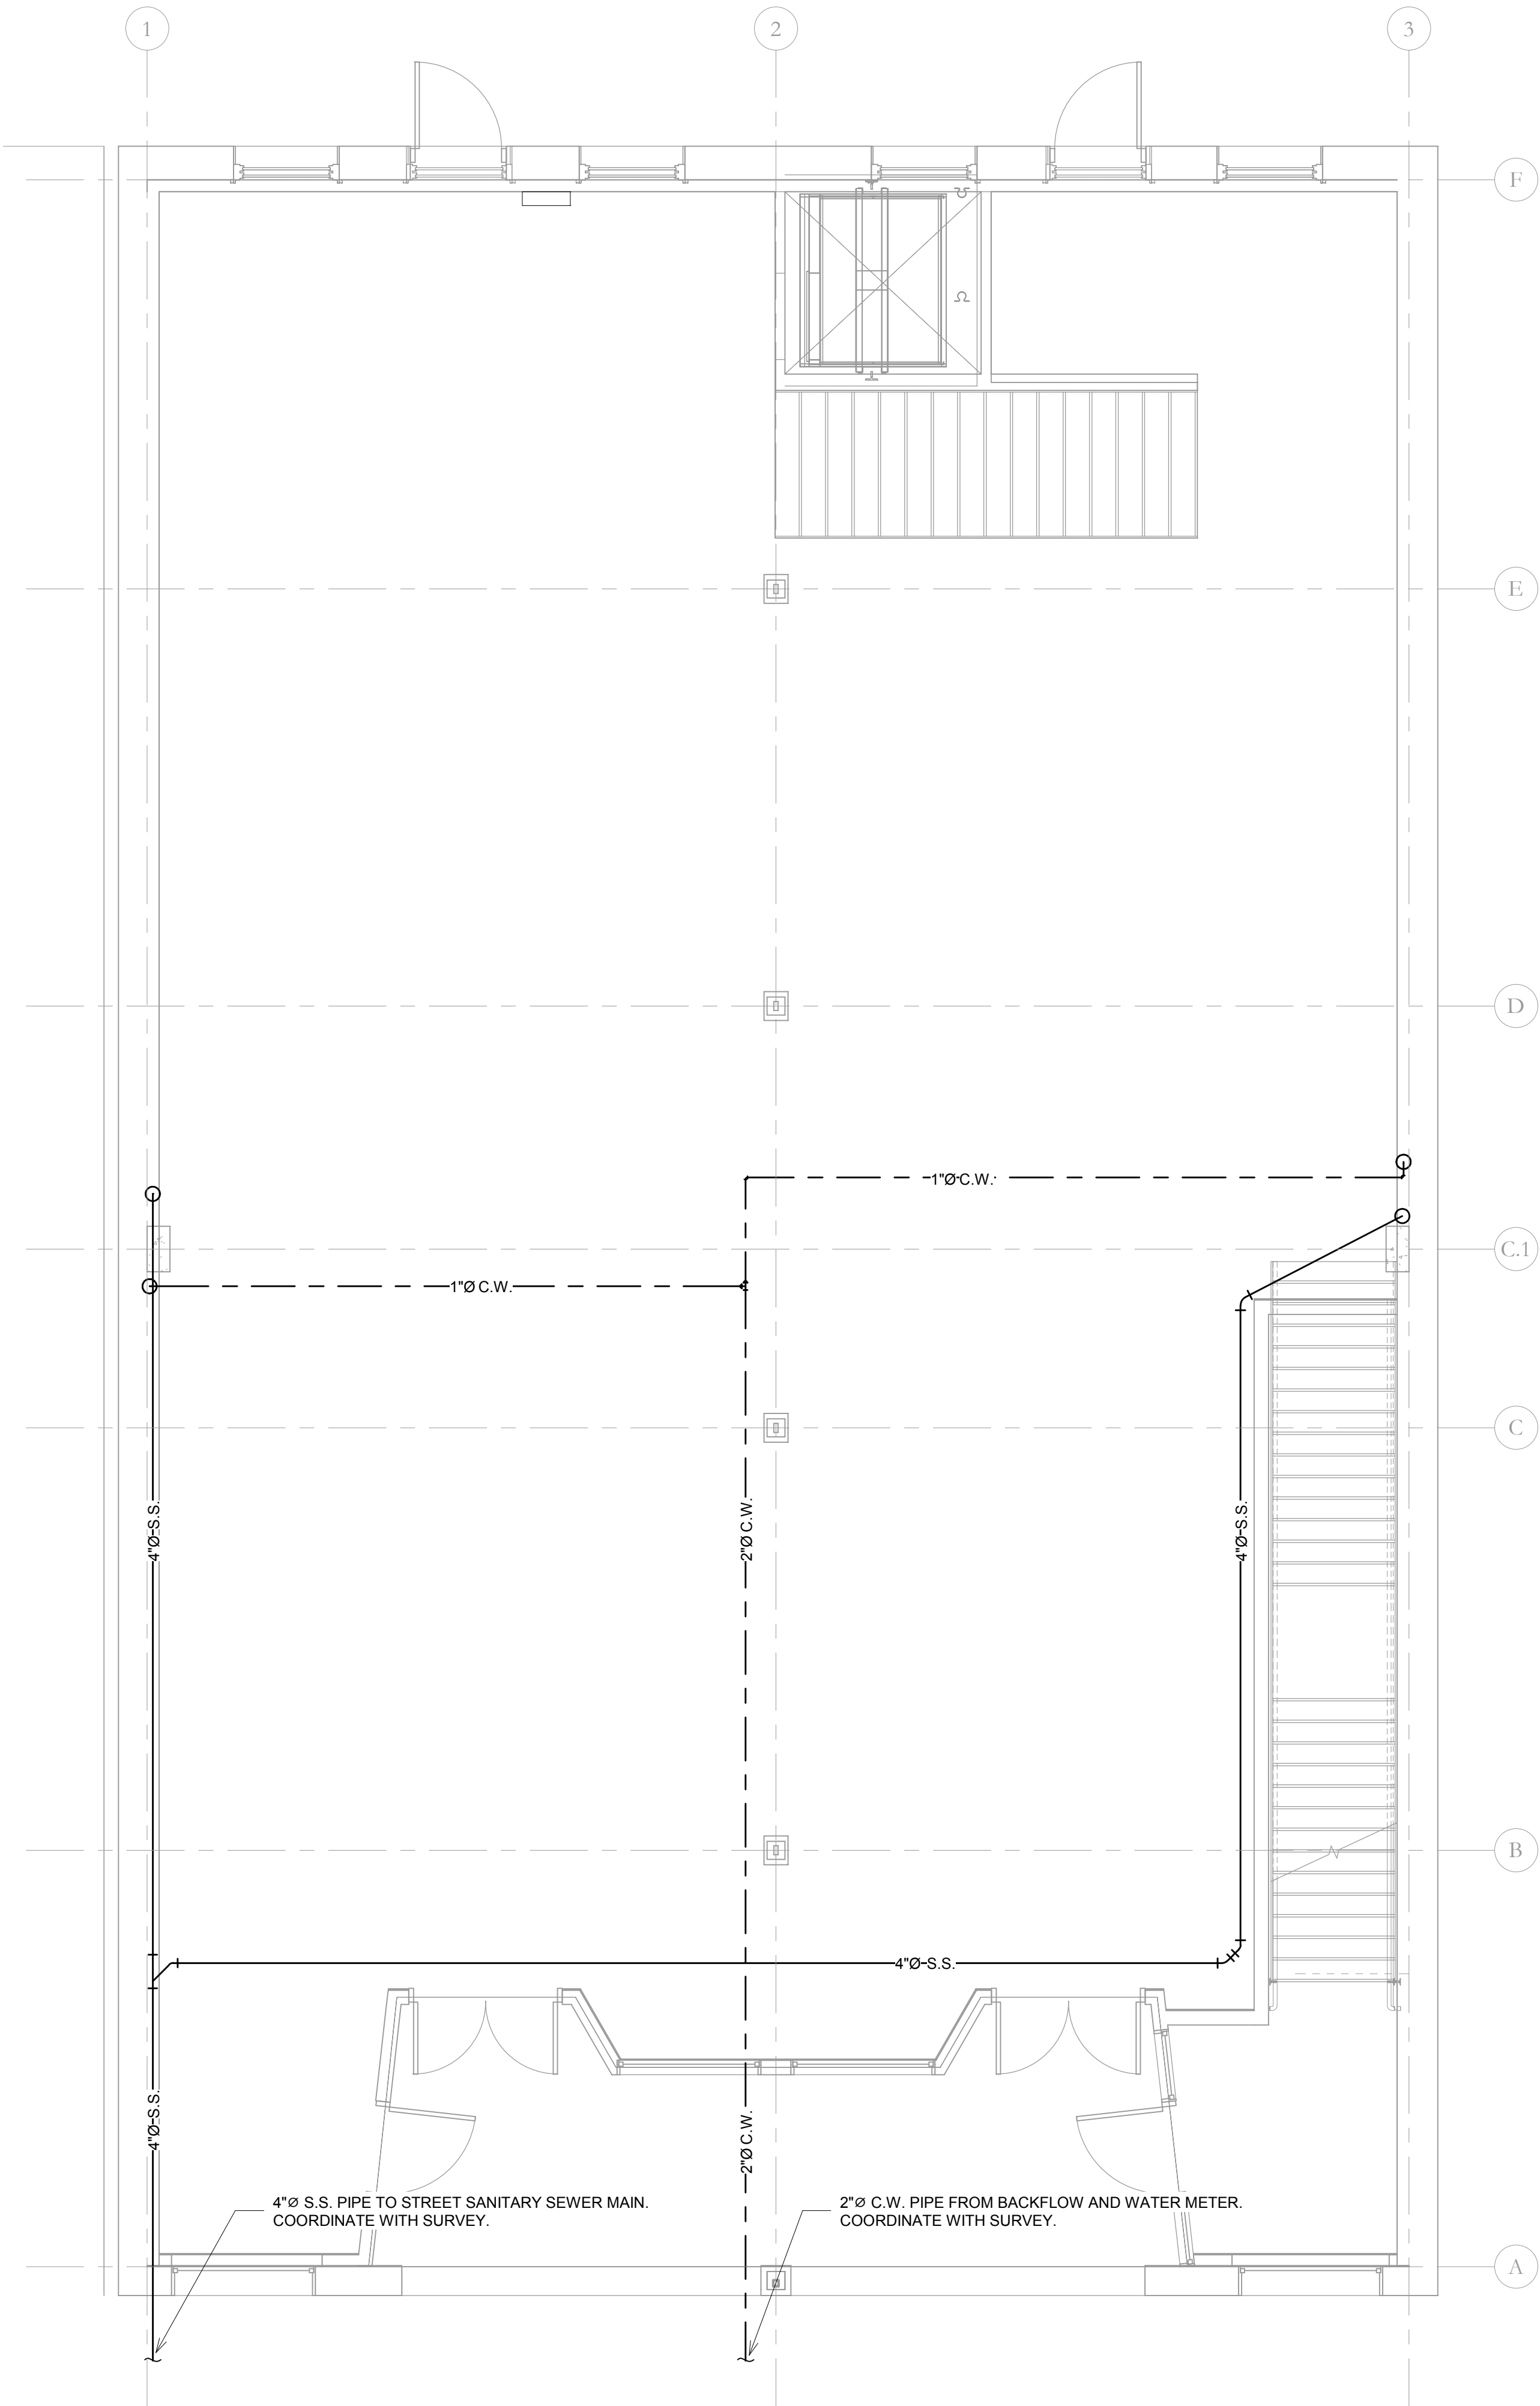 1
2
3
F
E
D
1"Ø C.W.
C.1
1"Ø C.W.
C
4"Ø S.S.
2"Ø C.W.
4"Ø S.S.
B
4"Ø S.S.
4"Ø S.S.
2"Ø C.W.
4"Ø S.S. PIPE TO STREET SANITARY SEWER MAIN.
COORDINATE WITH SURVEY.
2"Ø C.W. PIPE FROM BACKFLOW AND WATER METER.
COORDINATE WITH SURVEY.
A